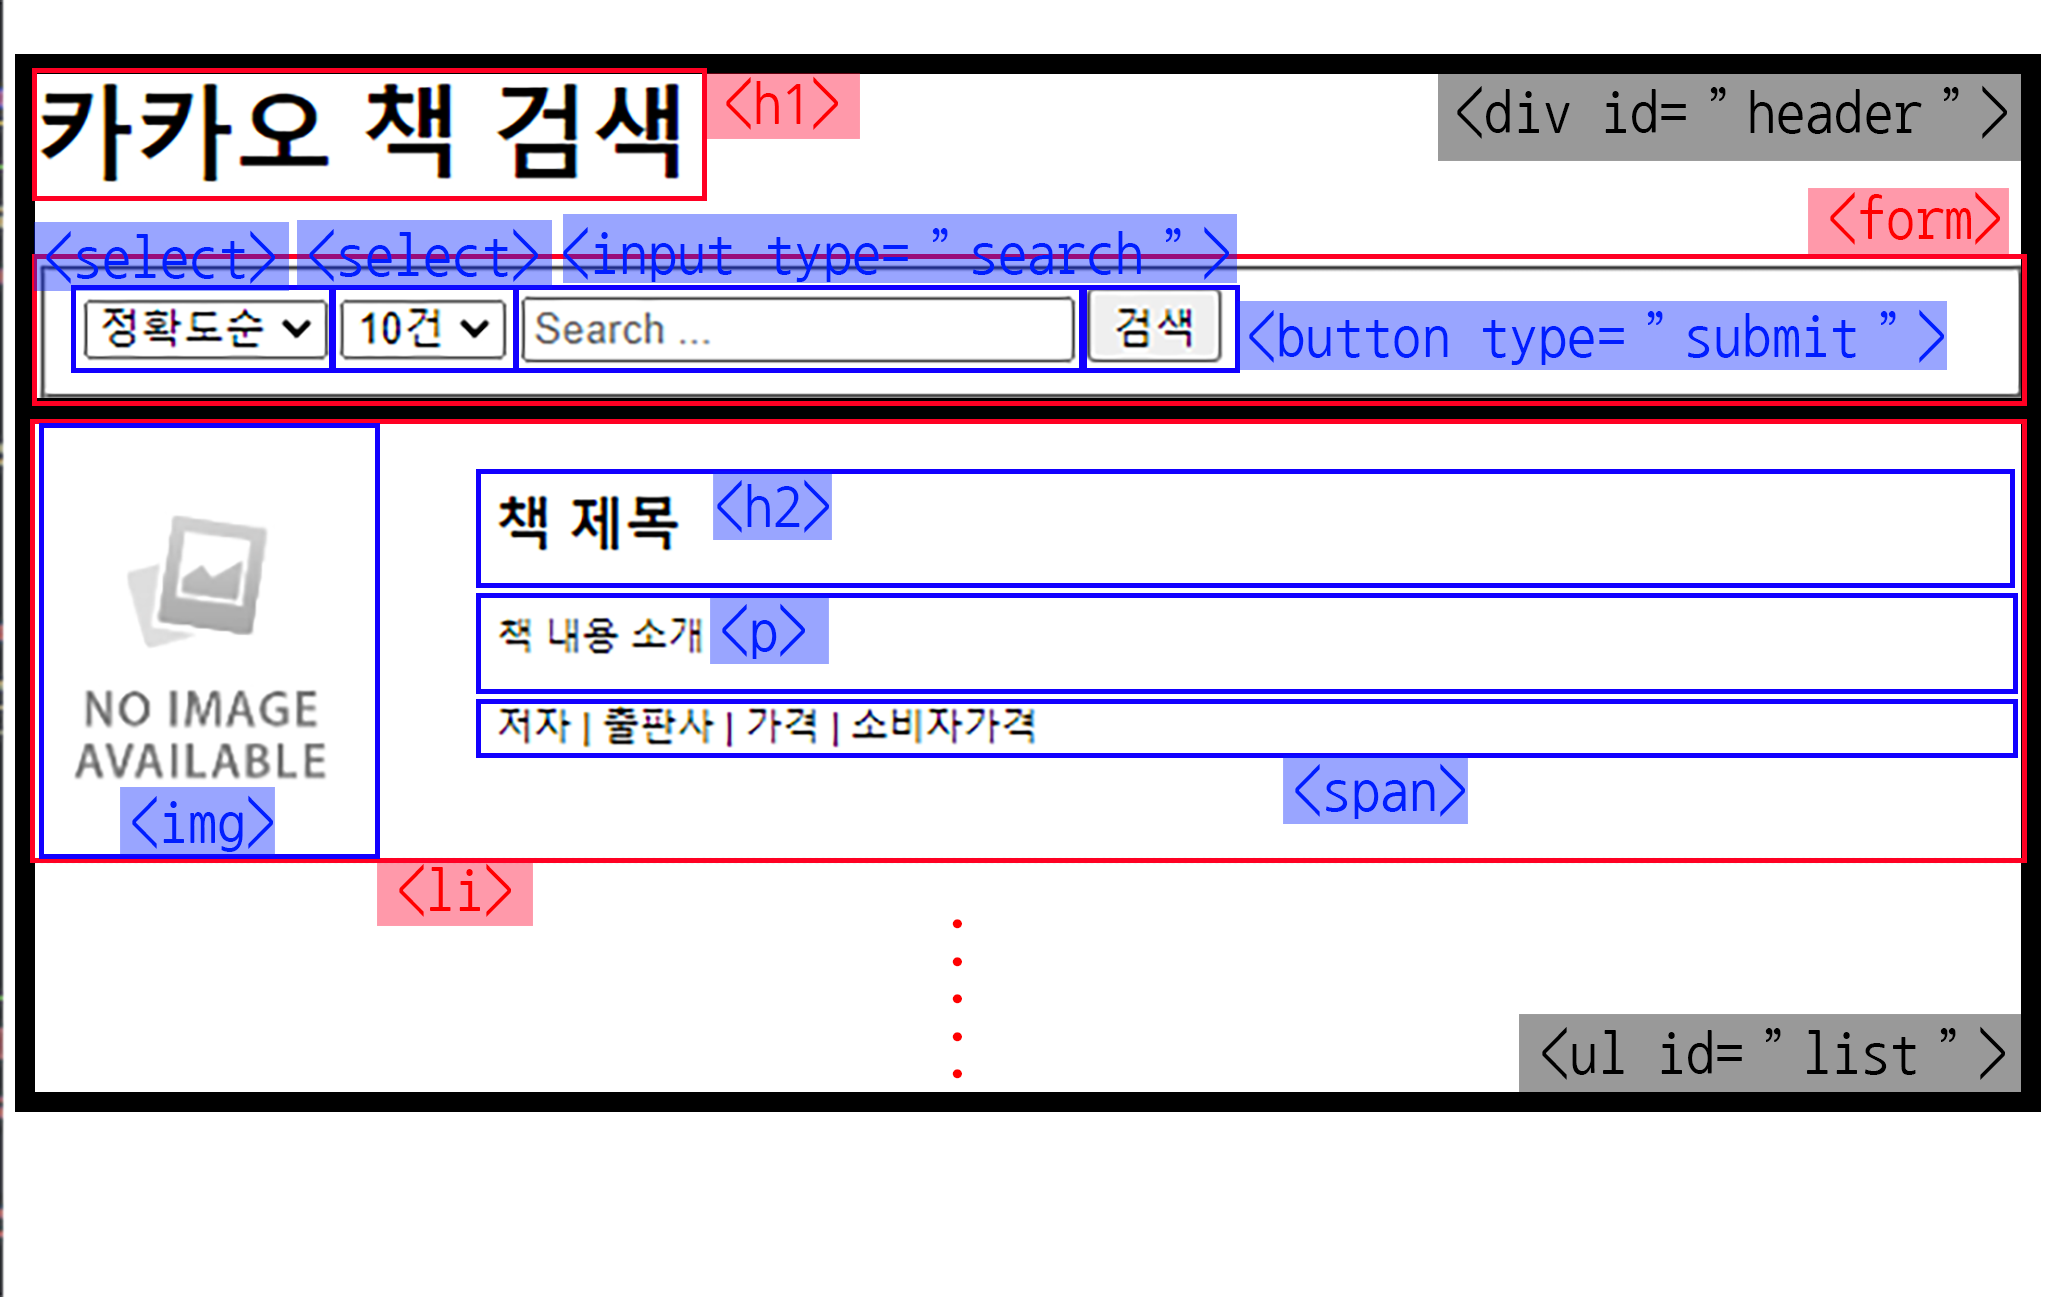 카카오 책 검색 <h1> <div id=”header”>
<form>
<select> <select> <input type=”search”>
정확도순 10건 Search ... 검색 <button type=”submit”>
책 제목 <h2>
책 내용 소개 <p>
저자 | 출판사 | 가격 | 소비자가격
NO IMAGE
AVAILABLE
<span>
<img>
<li>
<ul id=”list”>